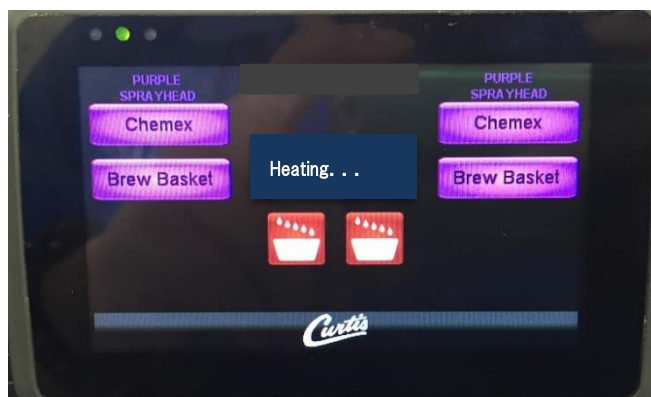 PURPLE
SPRAYHEAD
Chemex
Brew Basket
Heating. . .
PURPLE
SPRAYHEAD
Chemex
Brew Basket
Curtis